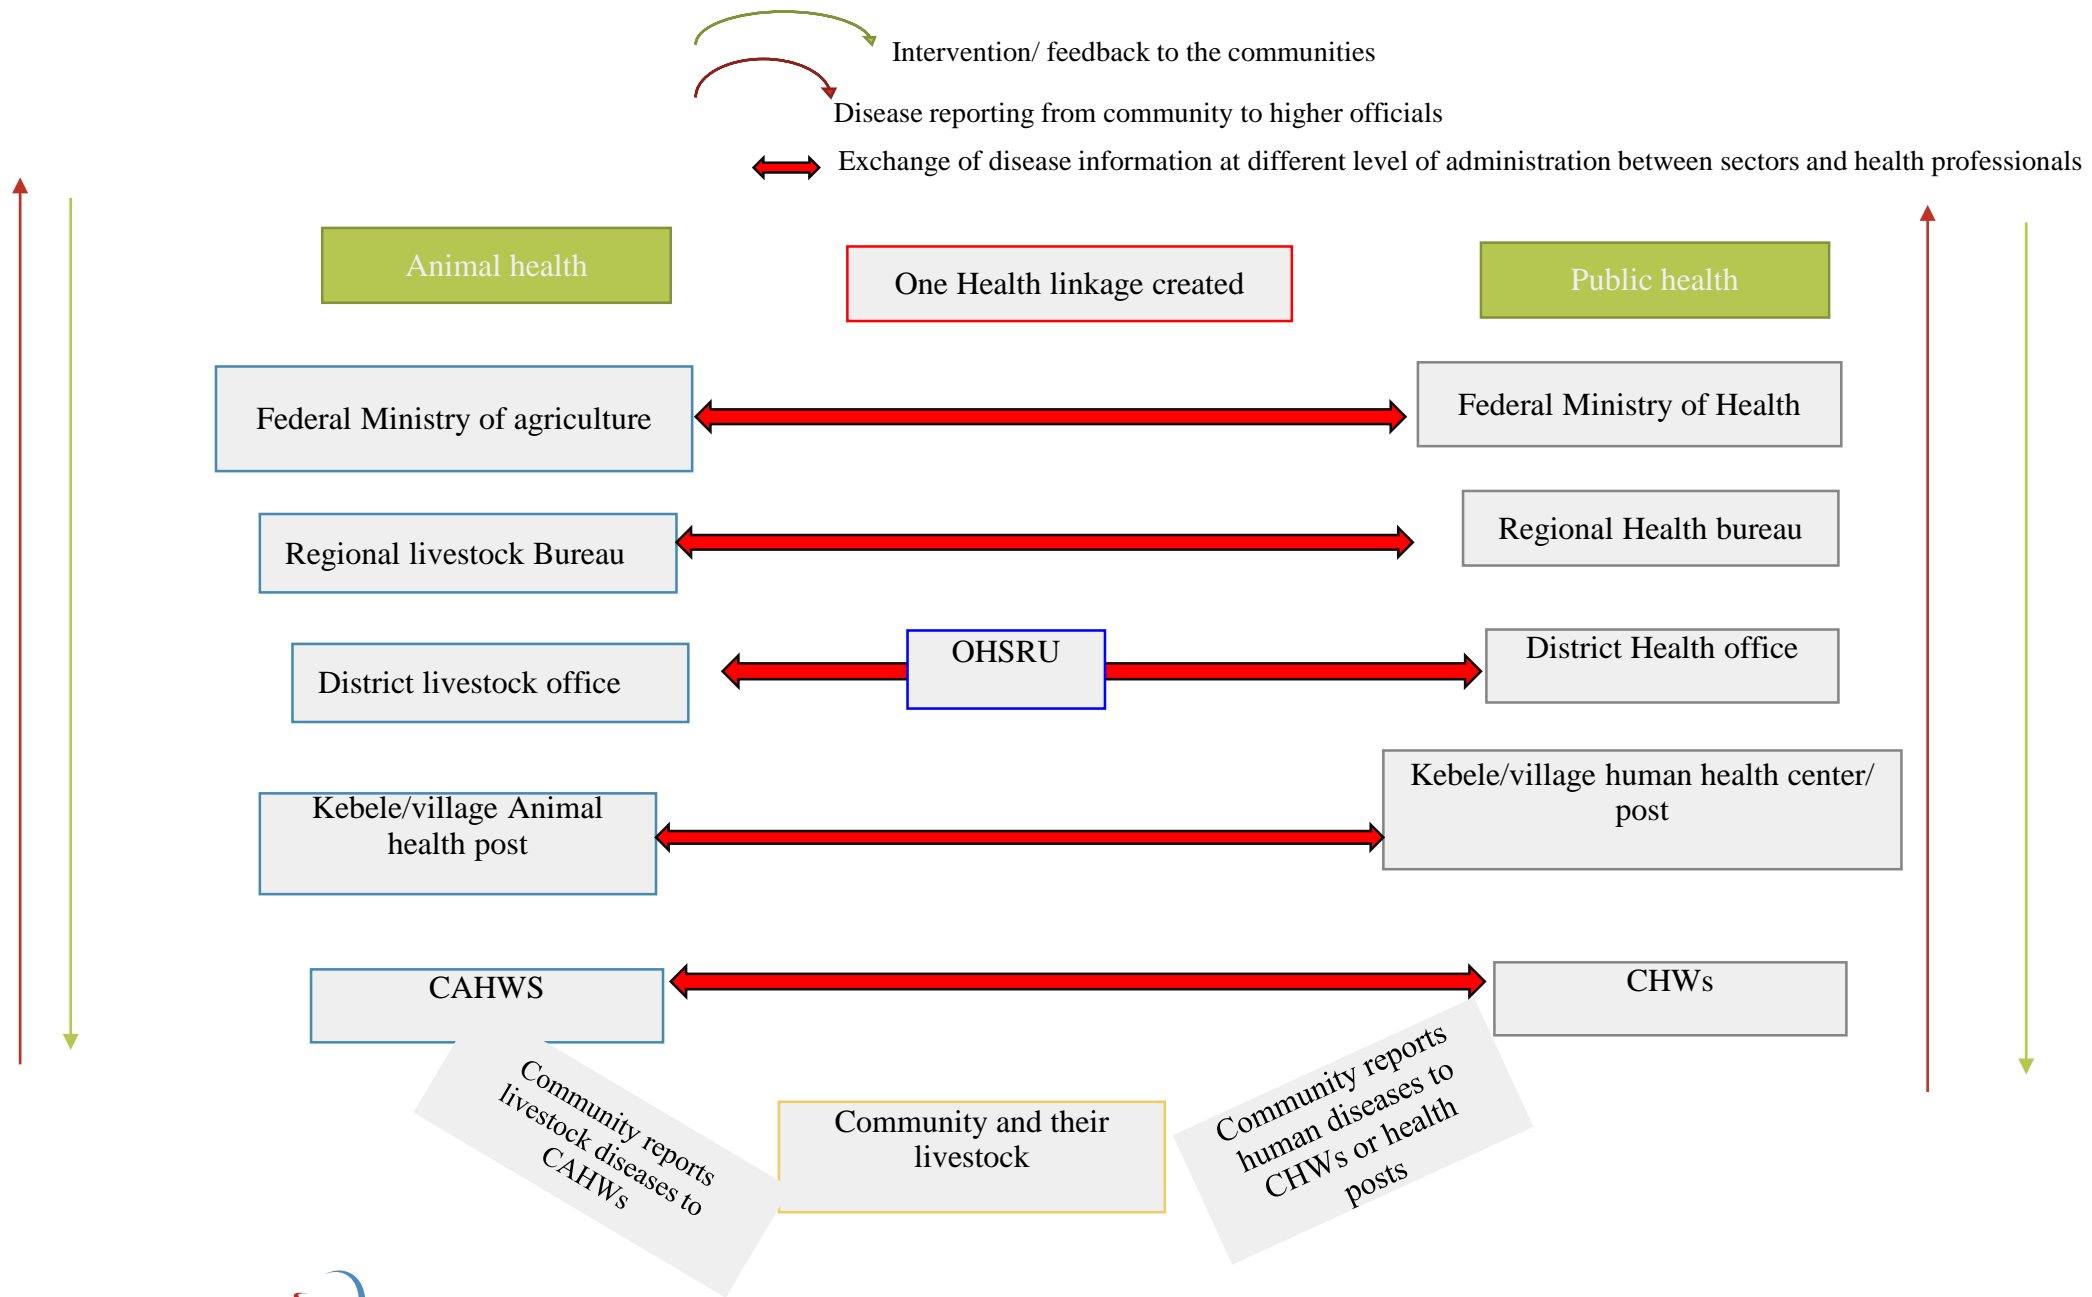 Intervention/ feedback to the communities
Disease reporting from community to higher officials
Exchange of disease information at different level of administration between sectors and health professionals
Animal health
One Health linkage created
Public health
Federal Ministry of agriculture
Federal Ministry of Health
Regional livestock Bureau
Regional Health bureau
District livestock office
OHSRU
District Health office
Kebele/village Animal
health post
Kebele/village human health center/
post
CAHWS
CHWs
Community reports
livestock diseases to
CAHWs
Community and their
livestock
Community reports
human diseases to
CHWs or health
posts